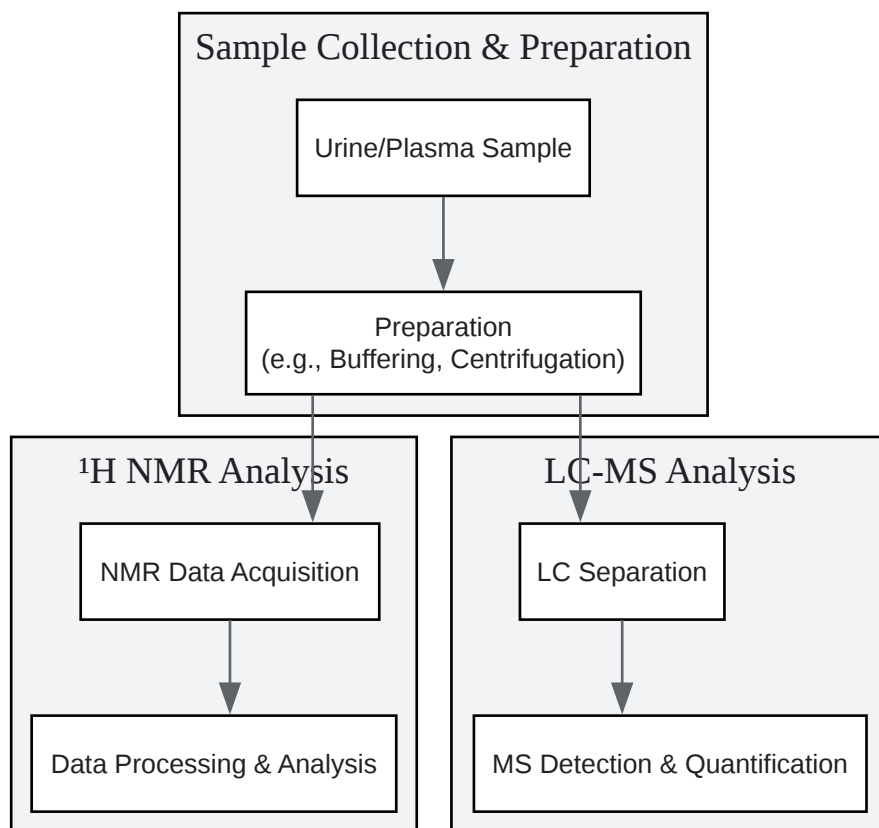 Sample Collection & Preparation
Urine/Plasma Sample
Preparation
(e.g., Buffering, Centrifugation)
¹H NMR Analysis
NMR Data Acquisition
Data Processing & Analysis
LC-MS Analysis
LC Separation
MS Detection & Quantification